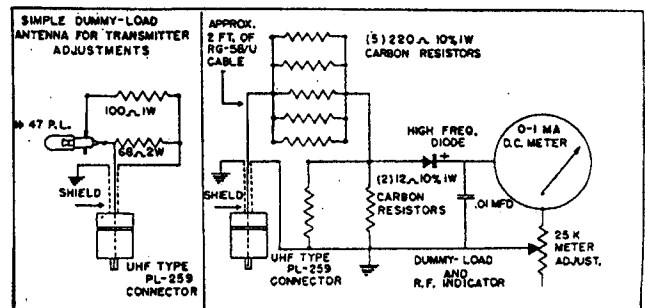 SIMPLE DUMMY-LOAD
ANTENNA FOR TRANSMITTER
ADJUSTMENTS
# 47 P.L.
100Ω 1W
68Ω 2W
SHIELD
UHF TYPE
PL-259
CONNECTOR
APPROX.
2 FT. OF
RG-58/U
CABLE
(5) 220Ω 10% 1W
CARBON RESISTORS
HIGH FREQ.
DIODE
+
0-1 MA
D.C. METER
(2) 12Ω 10% 1W
CARBON
RESISTORS
.01 MFD
SHIELD
25 K
METER
ADJUST.
UHF TYPE
PL-259
CONNECTOR
DUMMY-LOAD
AND
R.F. INDICATOR